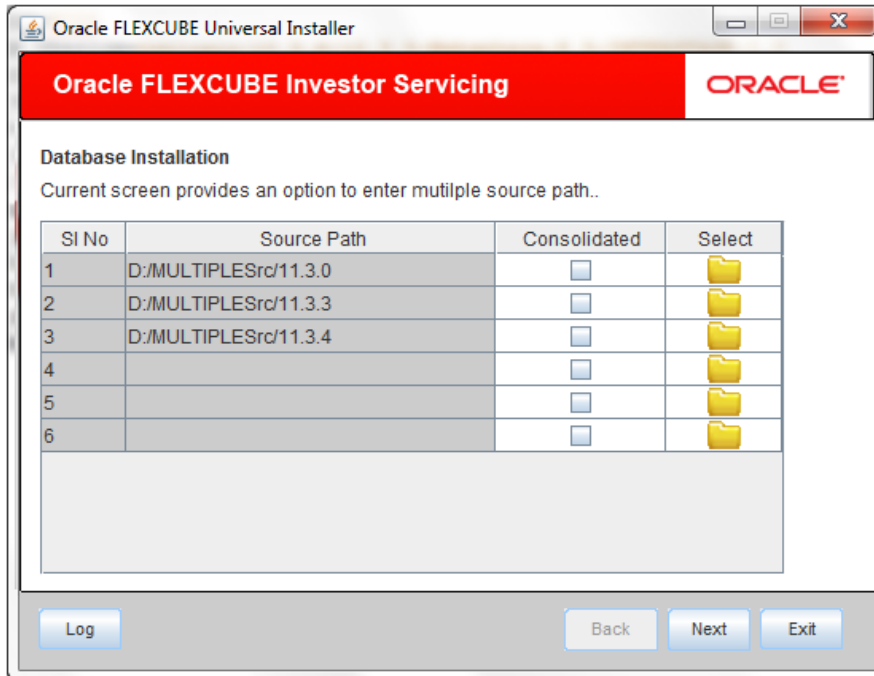 Oracle FLEXCUBE Universal Installer
Oracle FLEXCUBE Investor Servicing ORACLE
Database Installation
Current screen provides an option to enter mutilple source path..
Sl No Source Path Consolidated Select
1 D:/MULTIPLESrc/11.3.0
2 D:/MULTIPLESrc/11.3.3
3 D:/MULTIPLESrc/11.3.4
4
5
6
Log Back Next Exit